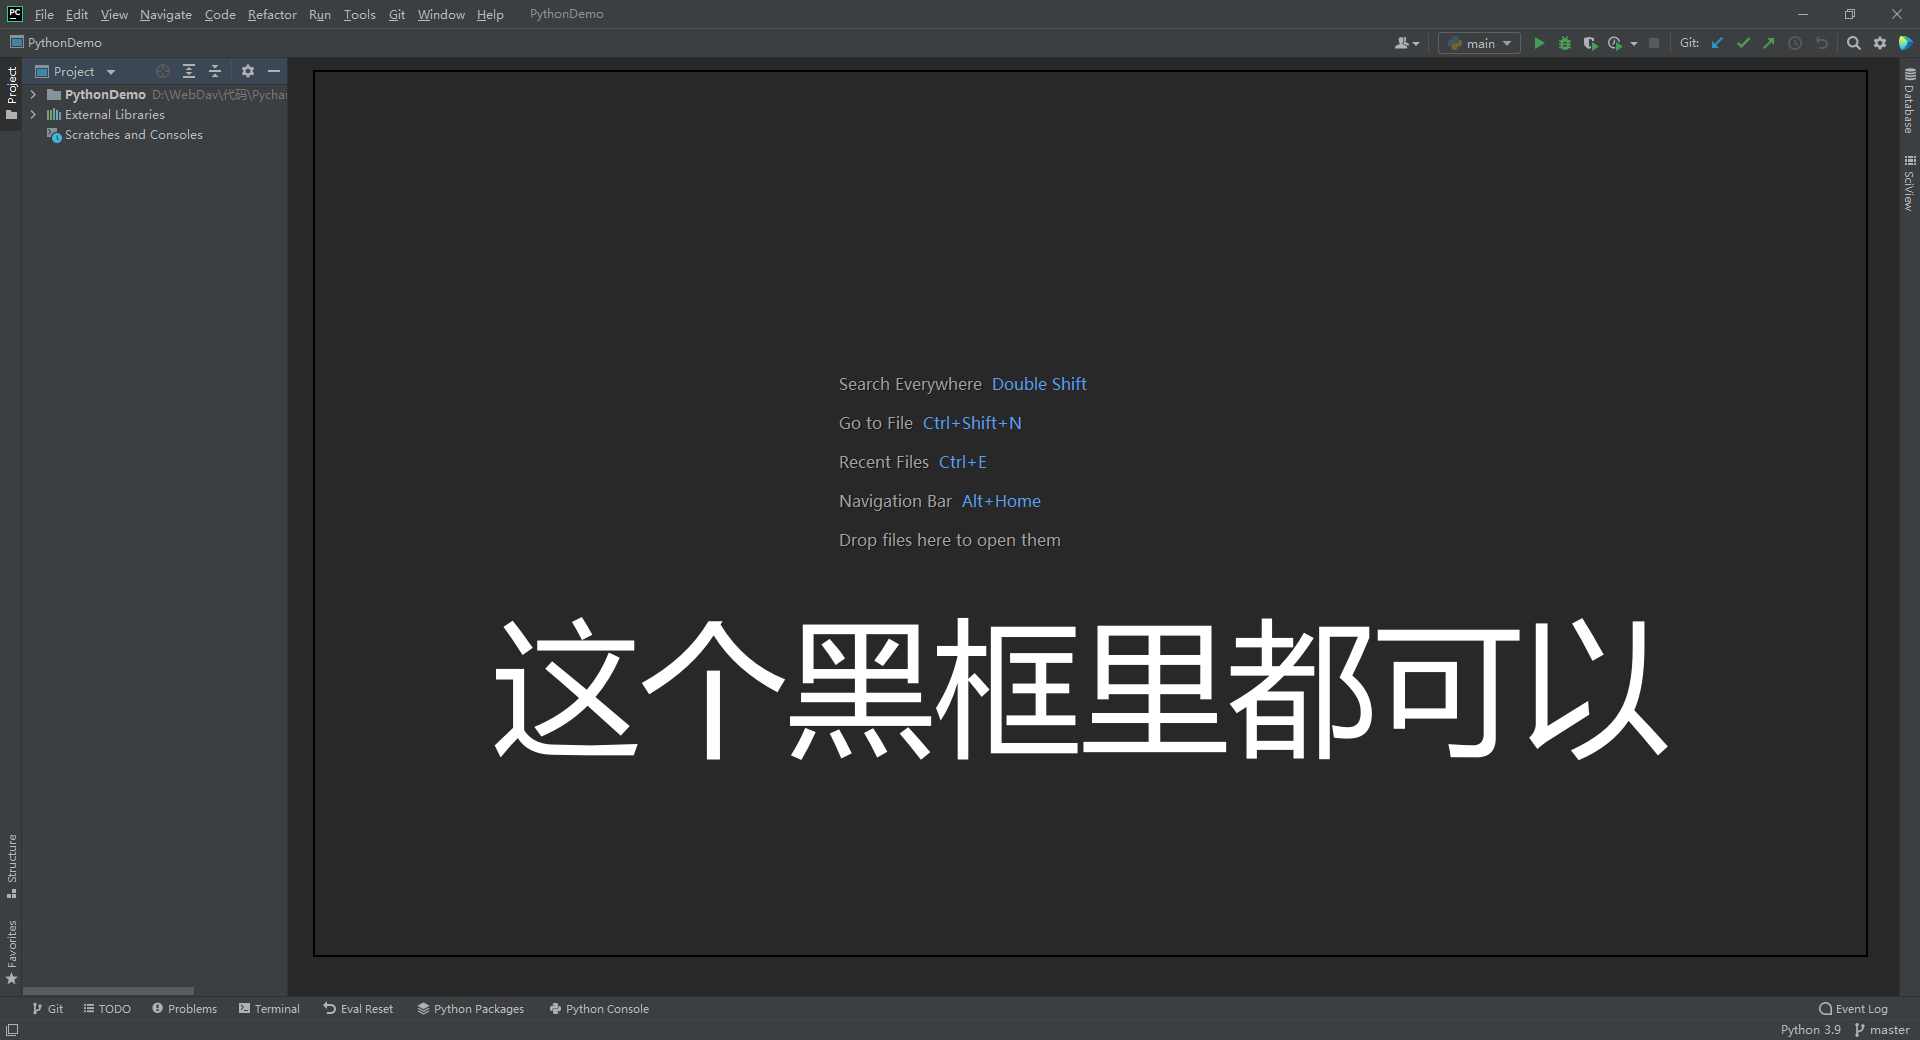 PC File Edit View Navigate Code Refactor Run Tools Git Window Help PythonDemo
PythonDemo
main
Git:
Project
PythonDemo D:\WebDav\代码\Pychar
External Libraries
Scratches and Consoles
Project
Structure
Favorites
Database
SciView
Search Everywhere Double Shift
Go to File Ctrl+Shift+N
Recent Files Ctrl+E
Navigation Bar Alt+Home
Drop files here to open them
这个黑框里都可以
Git TODO Problems Terminal Eval Reset Python Packages Python Console Event Log
Python 3.9 master